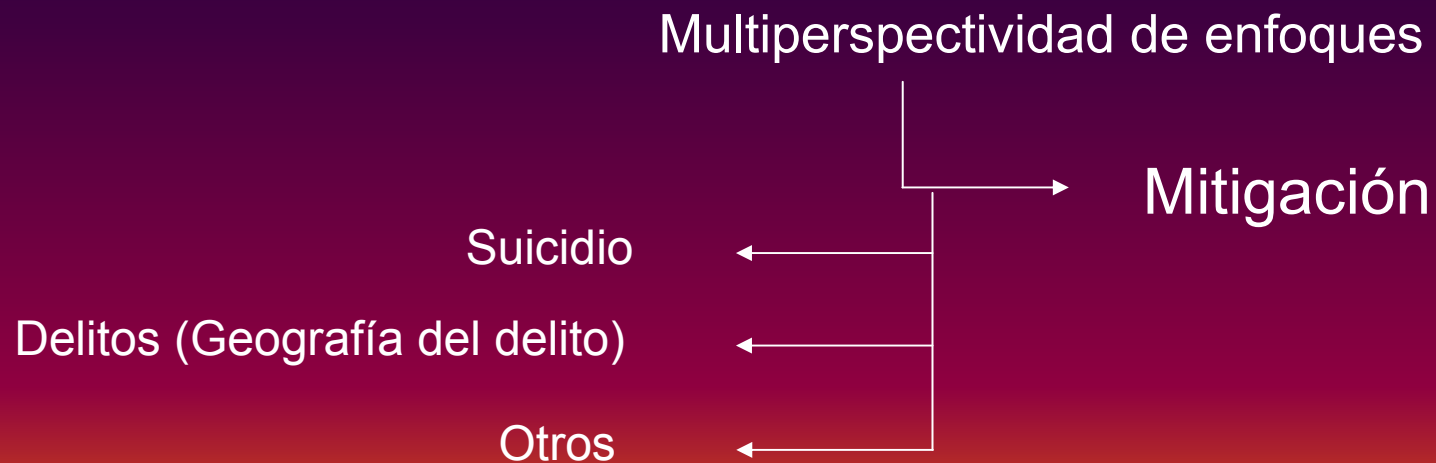 Multiperspectividad de enfoques
Mitigación
Suicidio
Delitos (Geografía del delito)
Otros